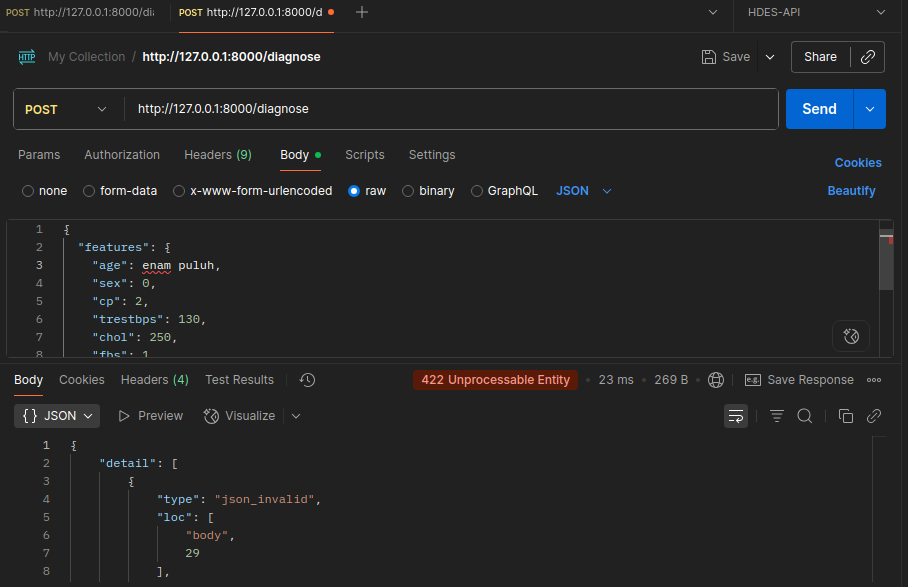 POST http://127.0.0.1:8000/dia POST http://127.0.0.1:8000/d HDES-API
HTTP My Collection / http://127.0.0.1:8000/diagnose Save Share
POST http://127.0.0.1:8000/diagnose Send
Params Authorization Headers (9) Body Scripts Settings Cookies
none form-data x-www-form-urlencoded raw binary GraphQL JSON Beautify
1 {
2 "features": {
3 "age": enam puluh,
4 "sex": 0,
5 "cp": 2,
6 "trestbps": 130,
7 "chol": 250,
8 "fbs": 1
Body Cookies Headers (4) Test Results 422 Unprocessable Entity 23 ms 269 B e.g. Save Response
{} JSON Preview Visualize
1 {
2 "detail": [
3 {
4 "type": "json_invalid",
5 "loc": [
6 "body",
7 29
8 ],